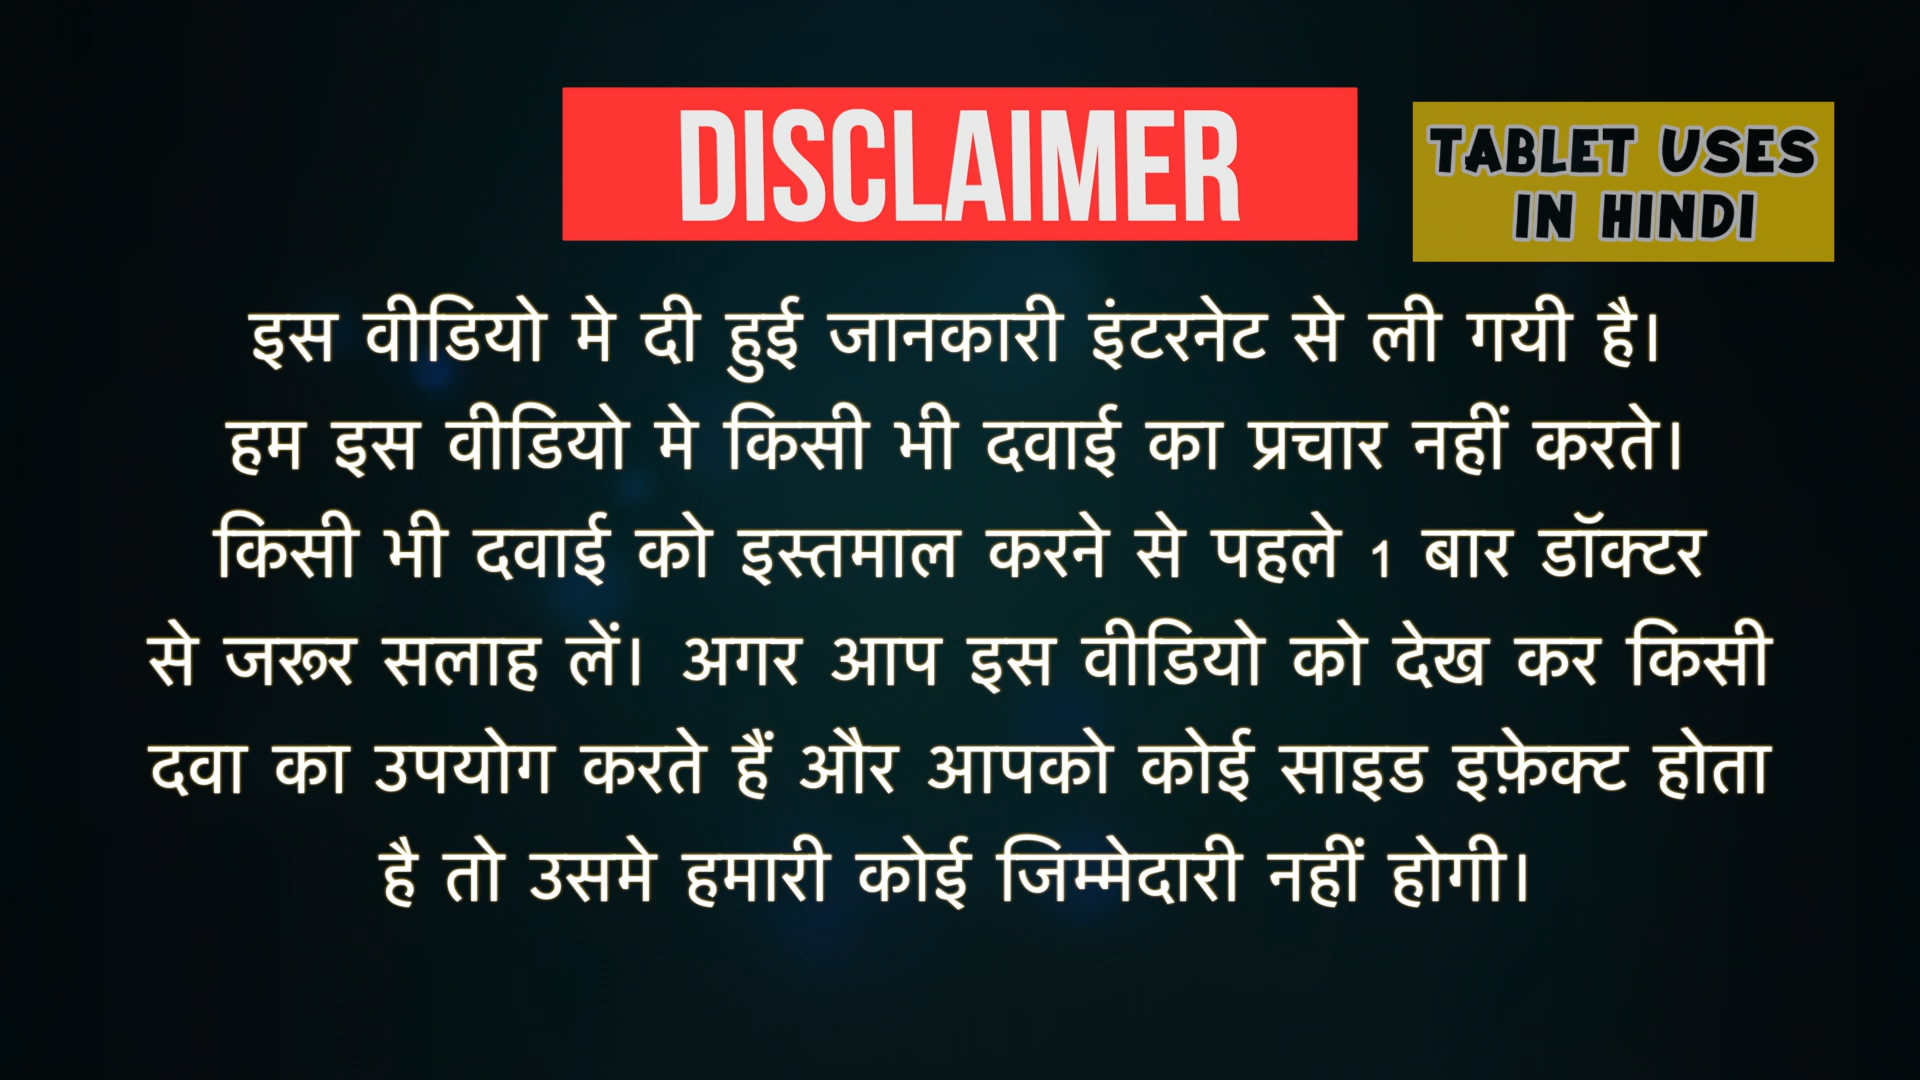 DISCLAIMER
TABLET USES
IN HINDI
इस वीडियो मे दी हुई जानकारी इंटरनेट से ली गयी है।
हम इस वीडियो मे किसी भी दवाई का प्रचार नहीं करते।
किसी भी दवाई को इस्तमाल करने से पहले 1 बार डॉक्टर
से जरूर सलाह लें। अगर आप इस वीडियो को देख कर किसी
दवा का उपयोग करते हैं और आपको कोई साइड इफ़ेक्ट होता
है तो उसमे हमारी कोई जिम्मेदारी नहीं होगी।